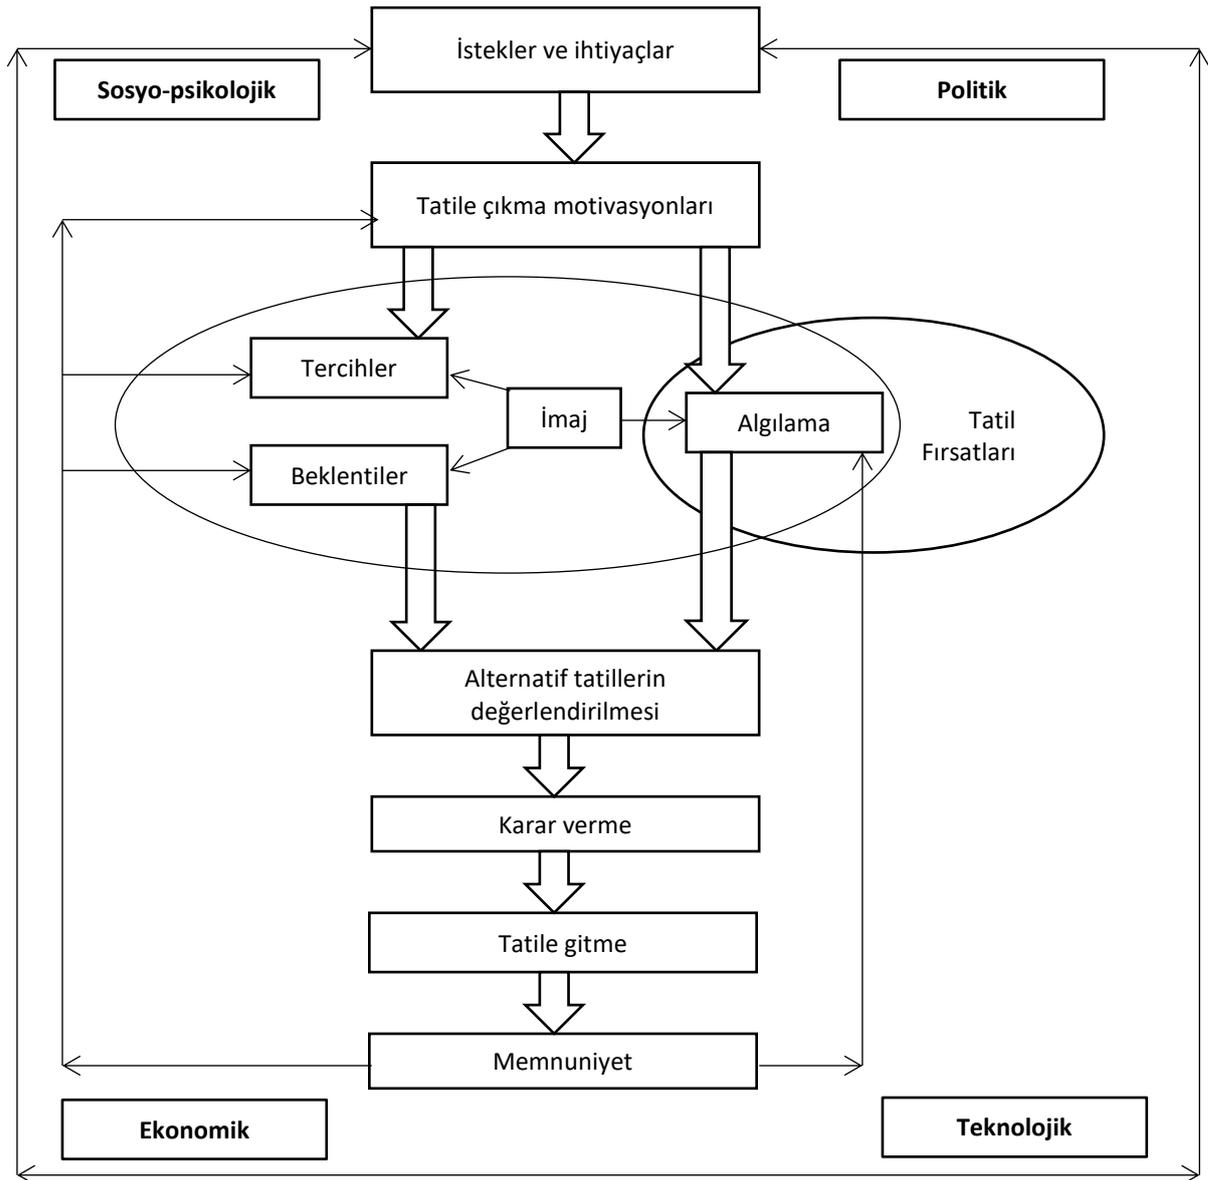 İstekler ve ihtiyaçlar
Sosyo-psikolojik
Politik
Tatile çıkma motivasyonları
Tercihler
İmaj
Algılama
Tatil
Fırsatları
Beklentiler
Alternatif tatillerin
değerlendirilmesi
Karar verme
Tatile gitme
Memnuniyet
Ekonomik
Teknolojik